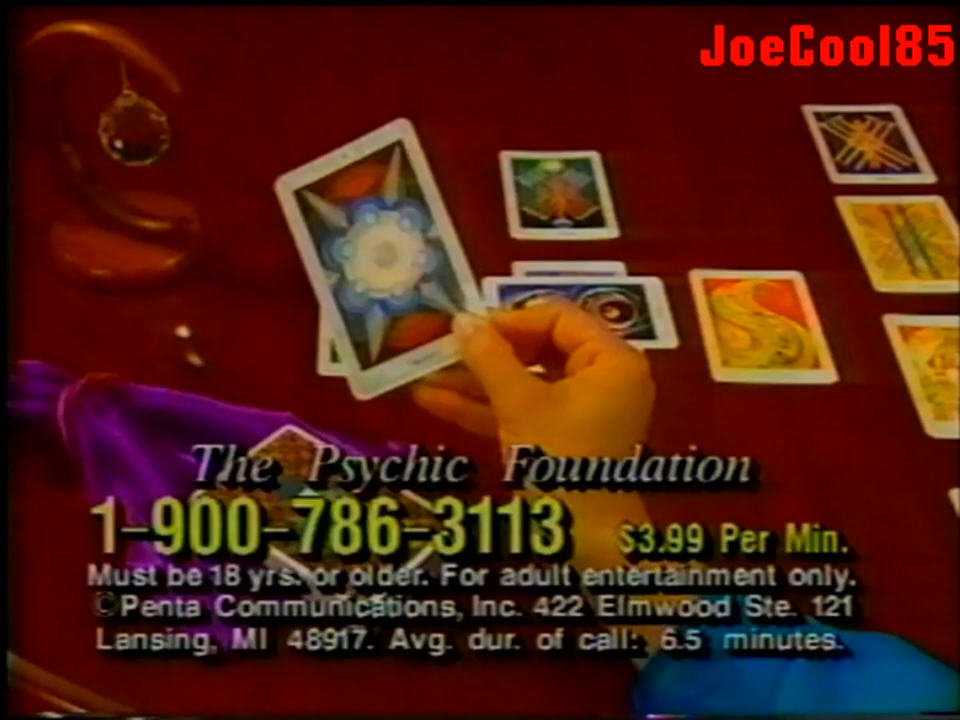 JoeCool85
The Psychic Foundation
1-900-786-3113 $3.99 Per Min.
Must be 18 yrs. or older. For adult entertainment only.
©Penta Communications, Inc. 422 Elmwood Ste. 121
Lansing, MI 48917. Avg. dur. of call: 6.5 minutes.